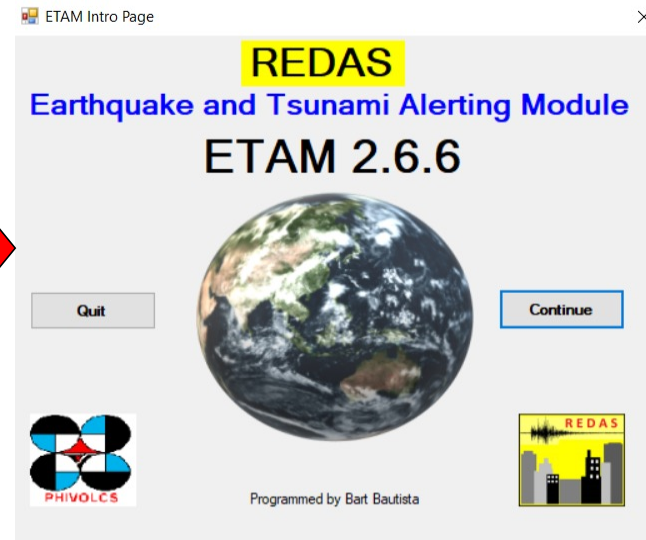 ETAM Intro Page
REDAS
Earthquake and Tsunami Alerting Module
ETAM 2.6.6
Quit
Continue
REDAS
PHIVOLCS
Programmed by Bart Bautista